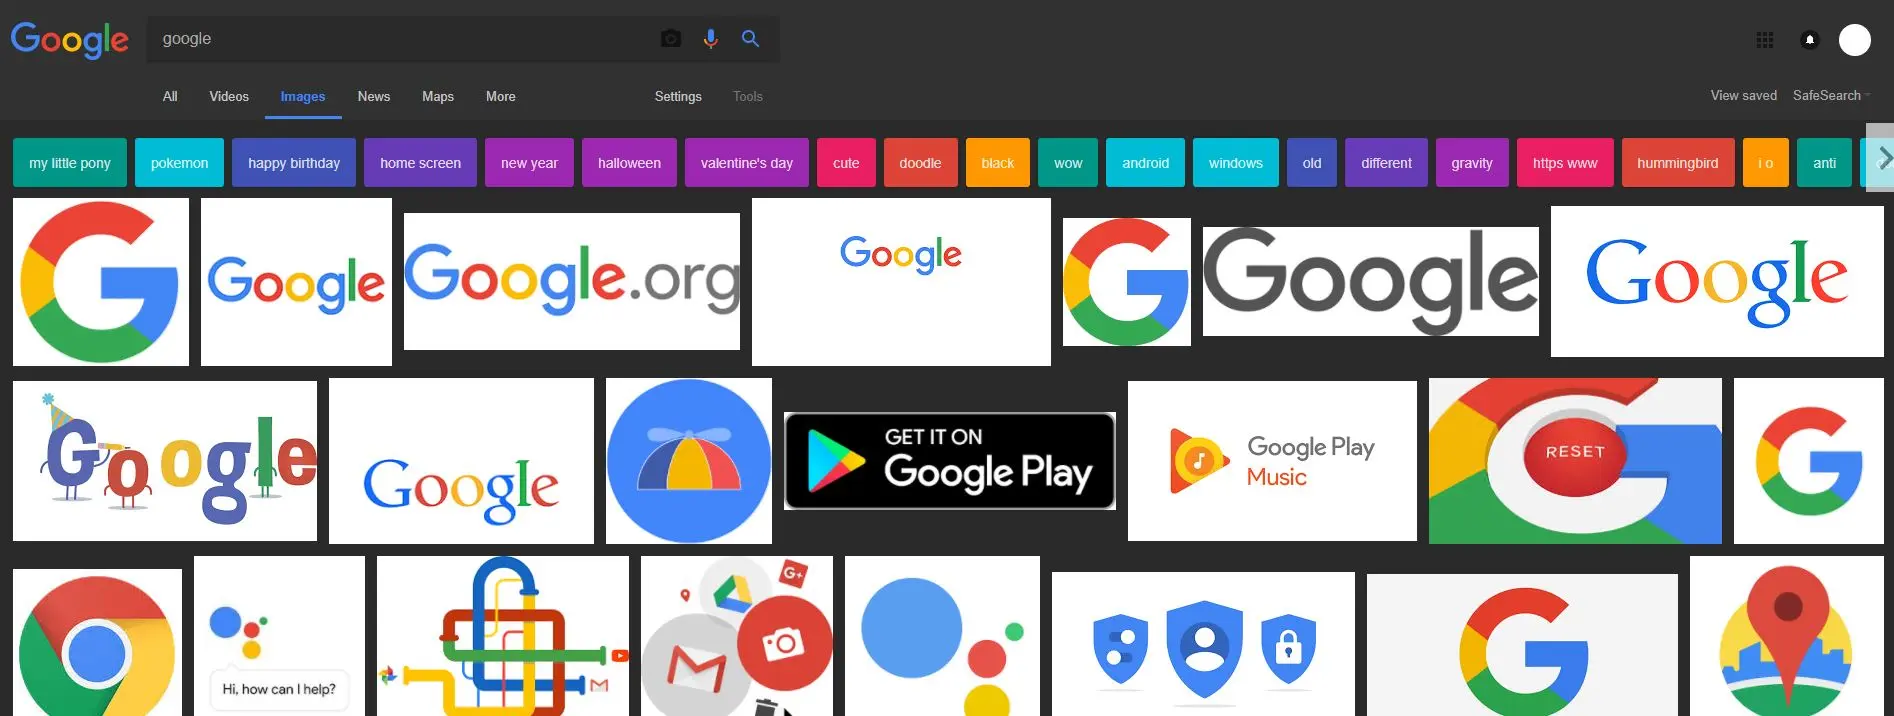 Google
google
All Videos Images News Maps More Settings Tools
View saved SafeSearch
my little pony pokemon happy birthday home screen new year halloween valentine's day cute doodle black wow android windows old different gravity https www hummingbird i o anti
G Google Google.org Google G Google Google
Google Google GET IT ON
Google Play
Google Play
Music
RESET
G
Hi, how can I help?
G+
G